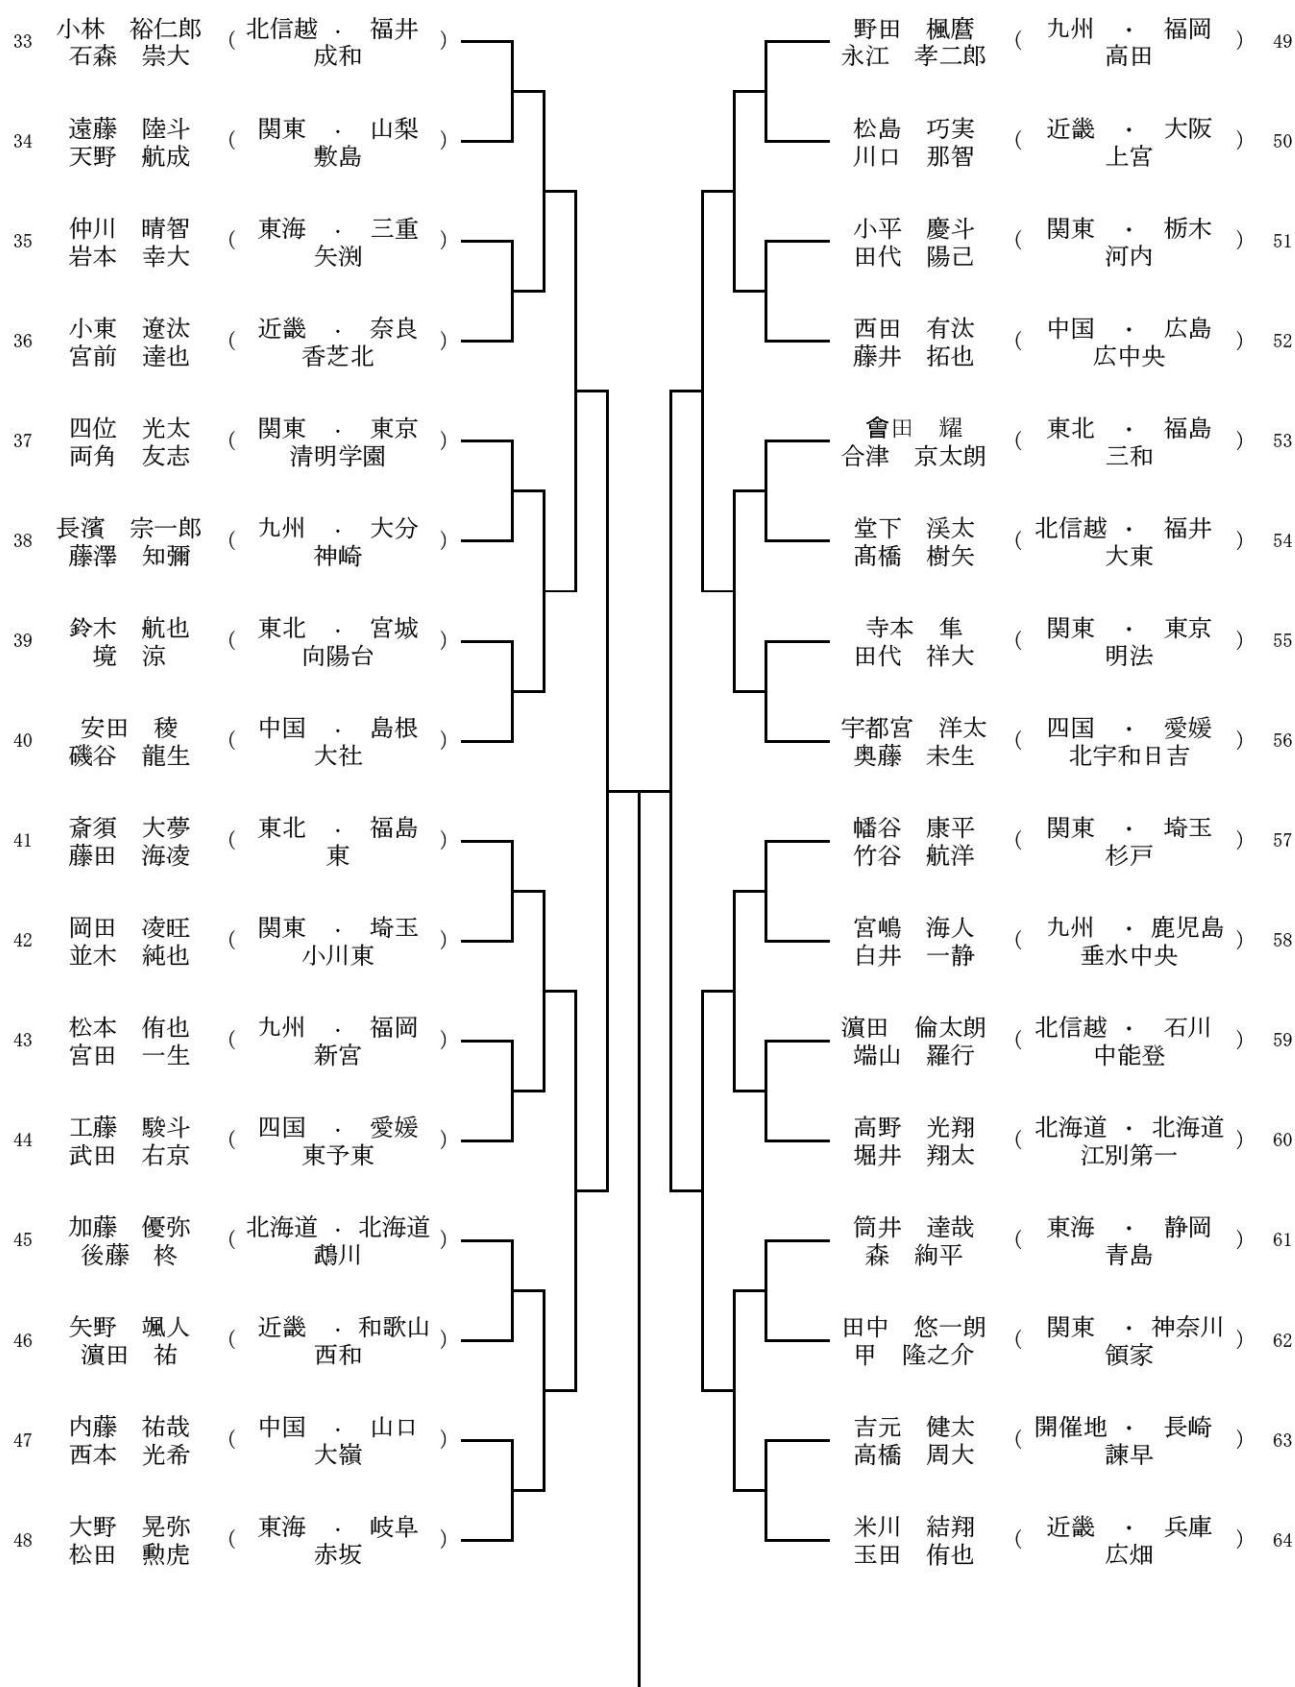 小林 裕仁郎 ( 北信越 ・ 福井 )
33
石森 崇大 成和
遠藤 陸斗 ( 関東 ・ 山梨 )
34
天野 航成 敷島
仲川 晴智 ( 東海 ・ 三重 )
35
岩本 幸大 矢渕
小東 遼汰 ( 近畿 ・ 奈良 )
36
宮前 達也 香芝北
四位 光太 ( 関東 ・ 東京 )
37
両角 友志 清明学園
長濱 宗一郎 ( 九州 ・ 大分 )
38
藤澤 知彌 神崎
鈴木 航也 ( 東北 ・ 宮城 )
39
境 涼 向陽台
安田 稜 ( 中国 ・ 島根 )
40
磯谷 龍生 大社
斎須 大夢 ( 東北 ・ 福島 )
41
藤田 海凌 東
岡田 凌旺 ( 関東 ・ 埼玉 )
42
並木 純也 小川東
松本 侑也 ( 九州 ・ 福岡 )
43
宮田 一生 新宮
工藤 駿斗 ( 四国 ・ 愛媛 )
44
武田 右京 東予東
加藤 優弥 ( 北海道 ・ 北海道 )
45
後藤 柊 鵡川
矢野 颯人 ( 近畿 ・ 和歌山 )
46
濵田 祐 西和
内藤 祐哉 ( 中国 ・ 山口 )
47
西本 光希 大嶺
大野 晃弥 ( 東海 ・ 岐阜 )
48
松田 勲虎 赤坂
野田 楓麿 ( 九州 ・ 福岡 )
49
永江 孝二郎 高田
松島 巧実 ( 近畿 ・ 大阪 )
50
川口 那智 上宮
小平 慶斗 ( 関東 ・ 栃木 )
51
田代 陽己 河内
西田 有汰 ( 中国 ・ 広島 )
52
藤井 拓也 広中央
會田 耀 ( 東北 ・ 福島 )
53
合津 京太朗 三和
堂下 渓太 ( 北信越 ・ 福井 )
54
髙橋 樹矢 大東
寺本 隼 ( 関東 ・ 東京 )
55
田代 祥大 明法
宇都宮 洋太 ( 四国 ・ 愛媛 )
56
奥藤 未生 北宇和日吉
幡谷 康平 ( 関東 ・ 埼玉 )
57
竹谷 航洋 杉戸
宮嶋 海人 ( 九州 ・ 鹿児島 )
58
白井 一静 垂水中央
濵田 倫太朗 ( 北信越 ・ 石川 )
59
端山 羅行 中能登
高野 光翔 ( 北海道 ・ 北海道 )
60
堀井 翔太 江別第一
筒井 達哉 ( 東海 ・ 静岡 )
61
森 絢平 青島
田中 悠一朗 ( 関東 ・ 神奈川 )
62
甲 隆之介 領家
吉元 健太 ( 開催地 ・ 長崎 )
63
高橋 周大 諫早
米川 結翔 ( 近畿 ・ 兵庫 )
64
玉田 侑也 広畑